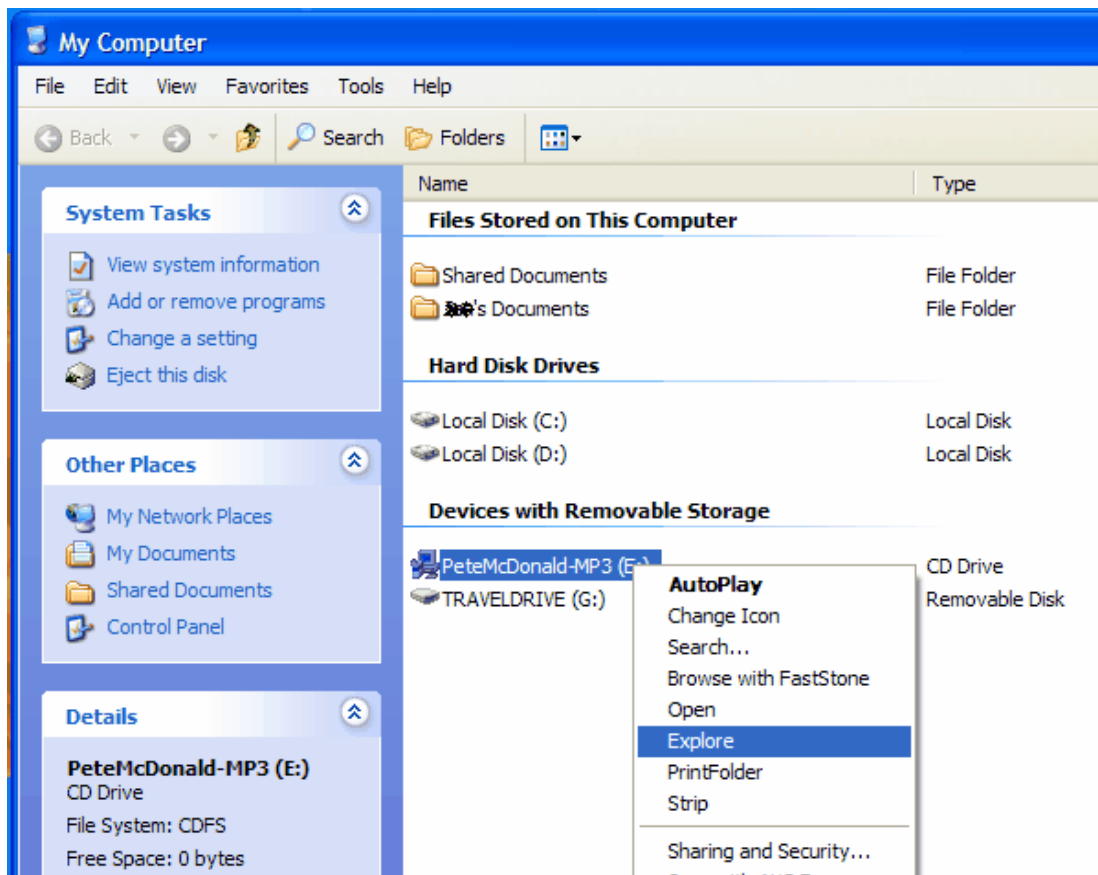 My Computer
File Edit View Favorites Tools Help
Back Search Folders
Name Type
System Tasks
View system information
Add or remove programs
Change a setting
Eject this disk
Other Places
My Network Places
My Documents
Shared Documents
Control Panel
Details
PeteMcDonald-MP3 (E:)
CD Drive
File System: CDFS
Free Space: 0 bytes
Files Stored on This Computer
Shared Documents File Folder
's Documents File Folder
Hard Disk Drives
Local Disk (C:) Local Disk
Local Disk (D:) Local Disk
Devices with Removable Storage
PeteMcDonald-MP3 (E:) CD Drive
TRAVELDRIVE (G:) Removable Disk
AutoPlay
Change Icon
Search...
Browse with FastStone
Open
Explore
PrintFolder
Strip
Sharing and Security...